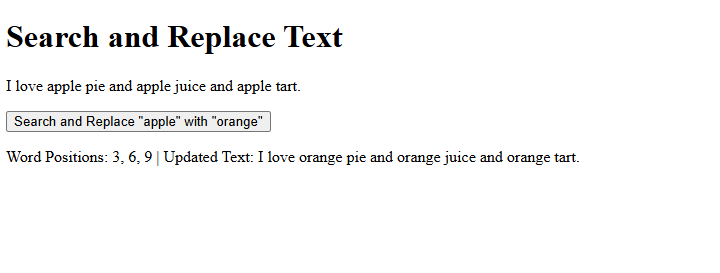 Search and Replace Text
I love apple pie and apple juice and apple tart.
Search and Replace "apple" with "orange"
Word Positions: 3, 6, 9 | Updated Text: I love orange pie and orange juice and orange tart.